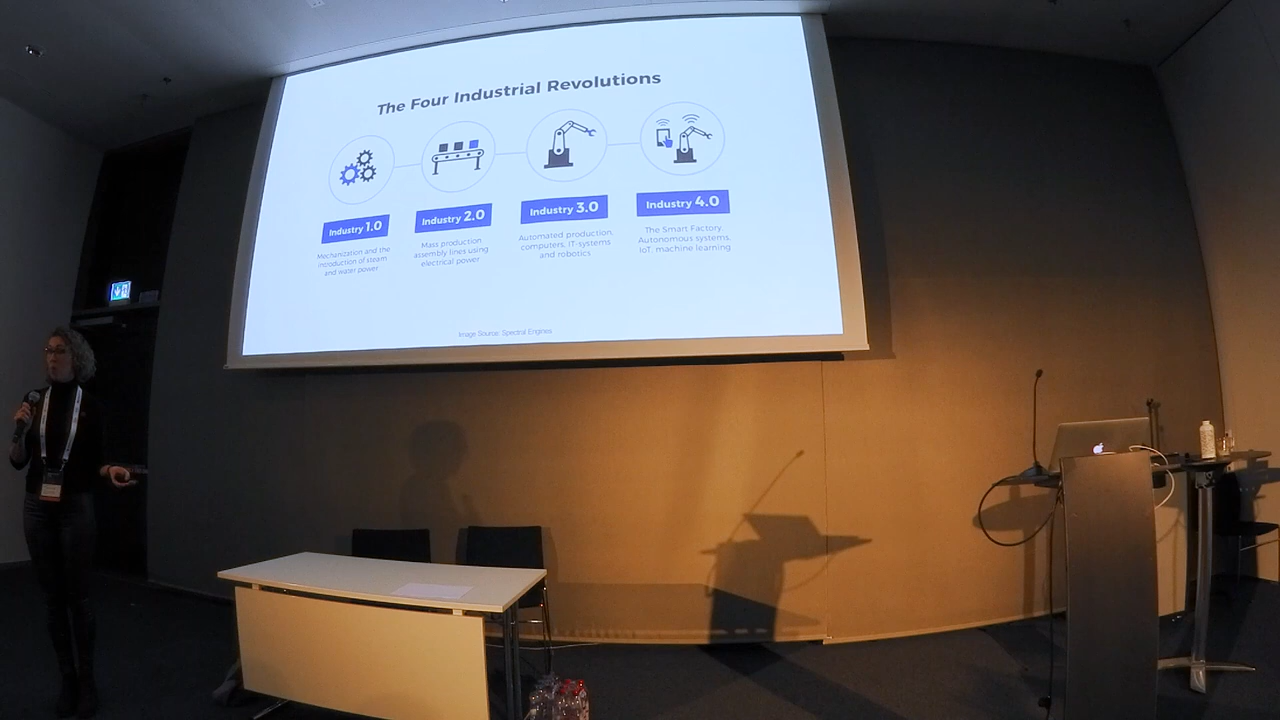 The Four Industrial Revolutions
Industry 1.0
Mechanization and the
introduction of steam
and water power
Industry 2.0
Mass production
assembly lines using
electrical power
Industry 3.0
Automated production,
computers, IT-systems
and robotics
Industry 4.0
The Smart Factory.
Autonomous systems,
IoT, machine learning
Image Source: Spectral Engines